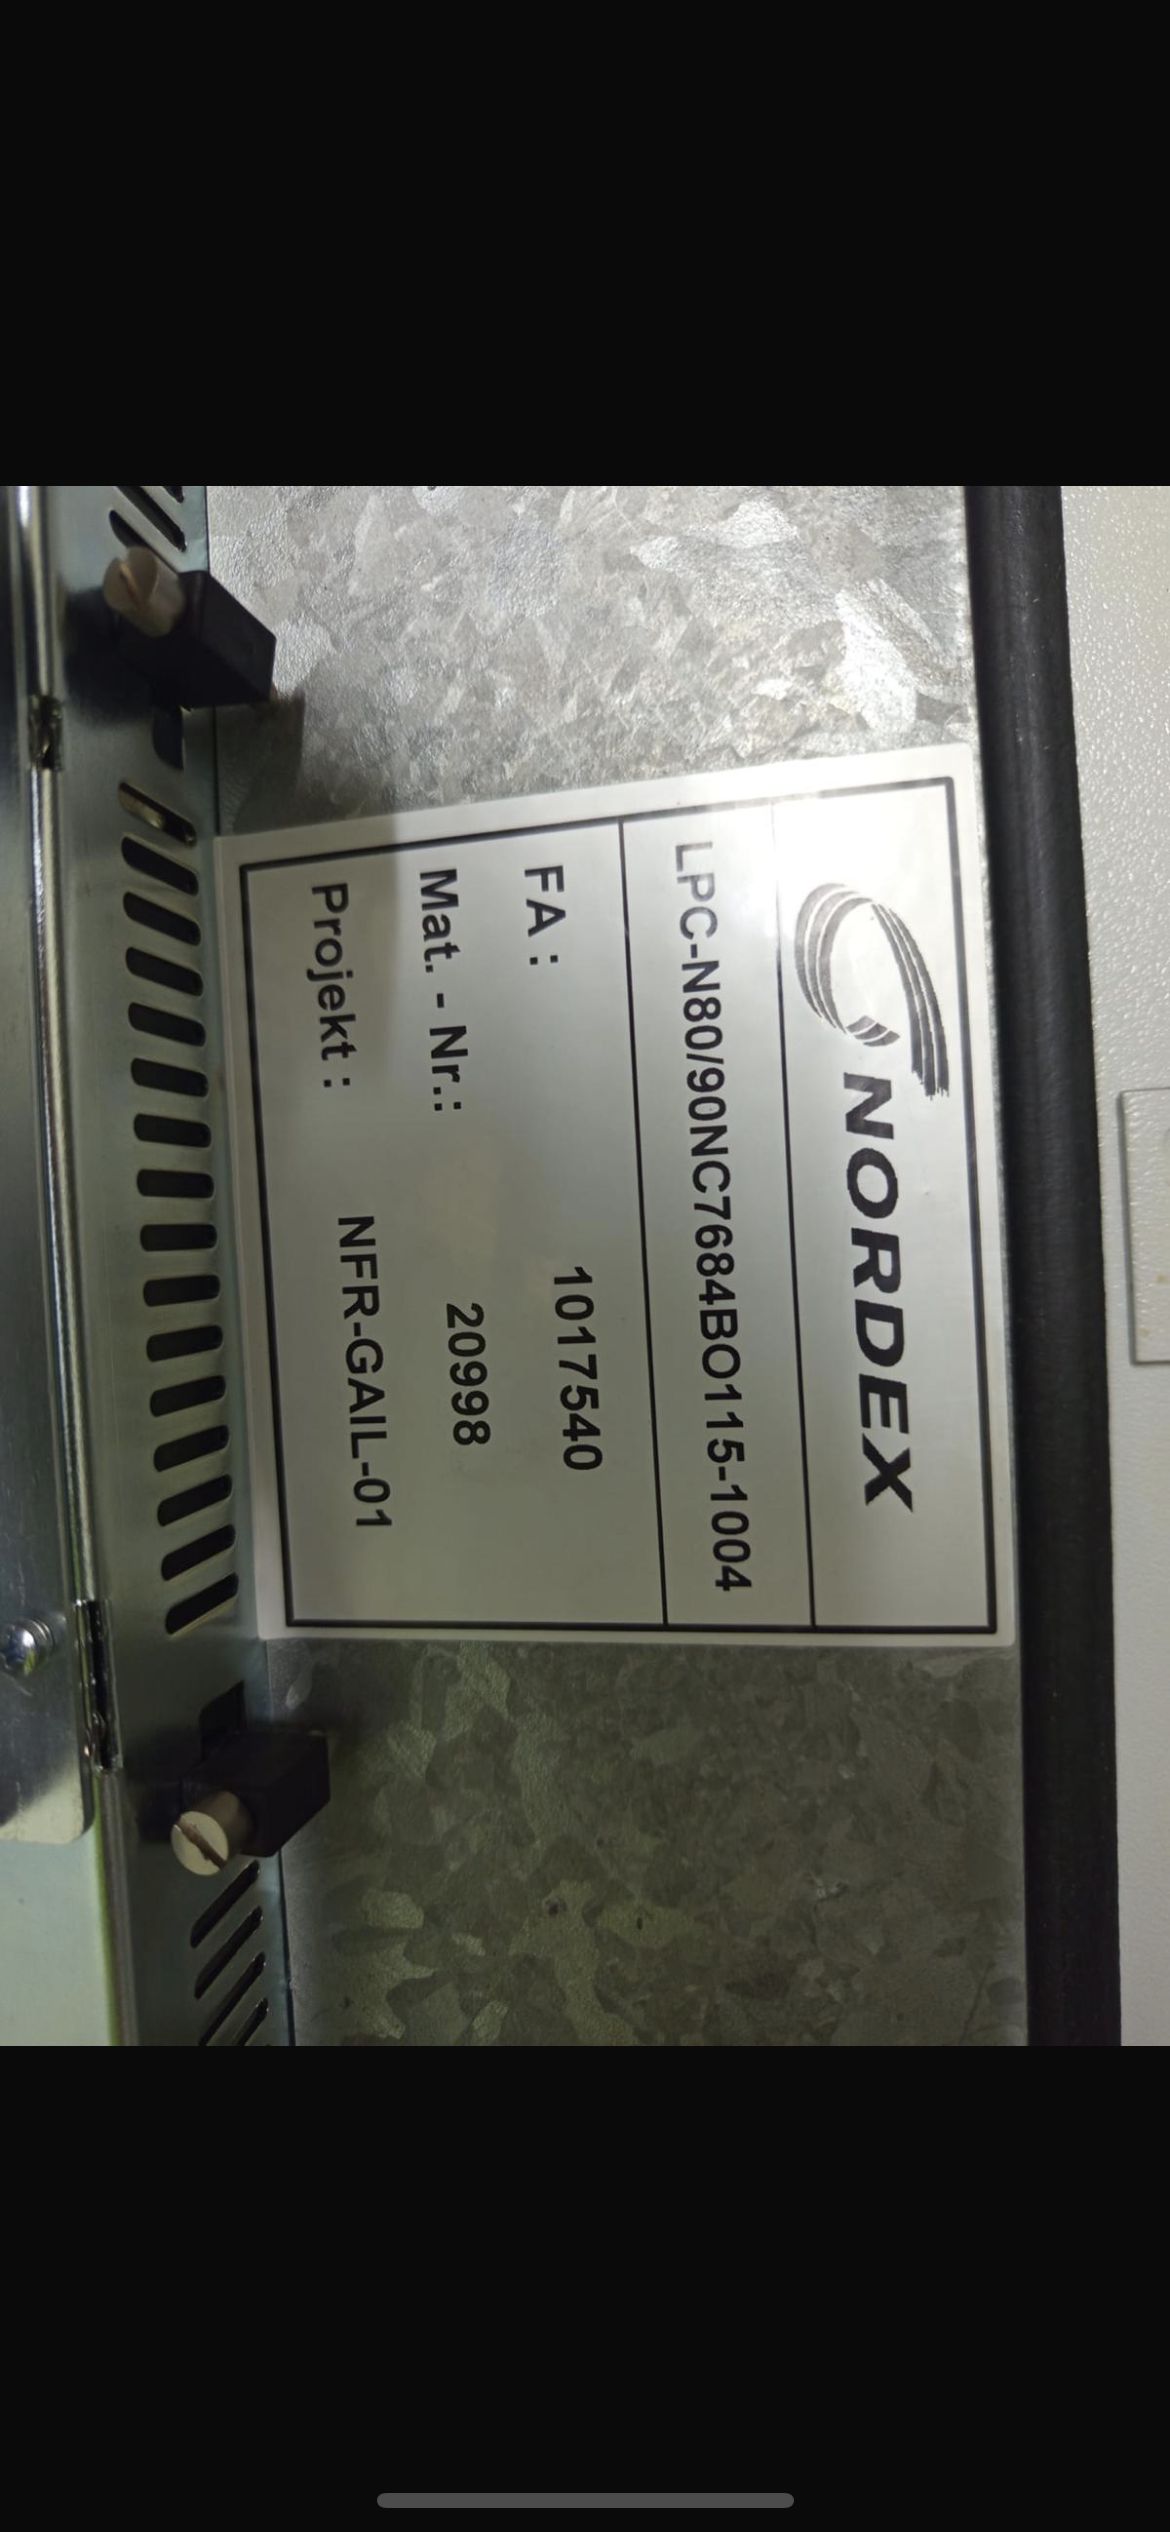 NORDEX
LPC-N80/90NC7684BO115-1004
FA : 1017540
Mat. - Nr.: 20998
Projekt : NFR-GAIL-01